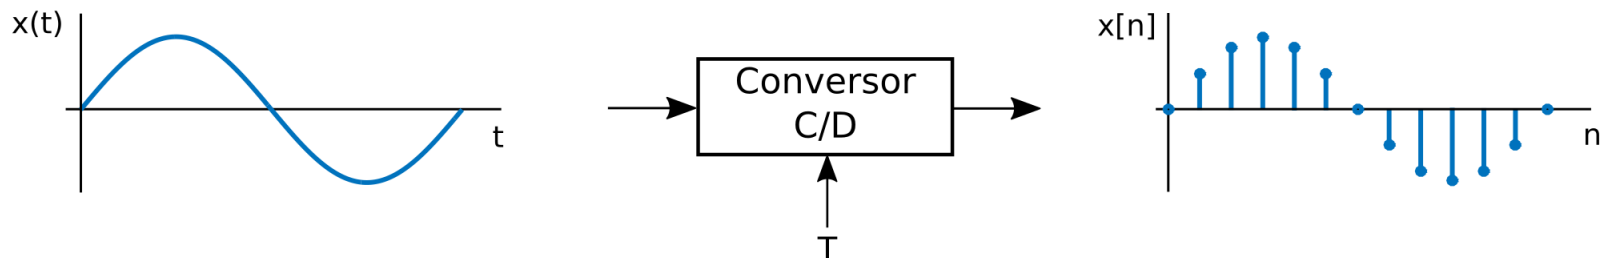 x(t)
t
Conversor
C/D
T
x[n]
n